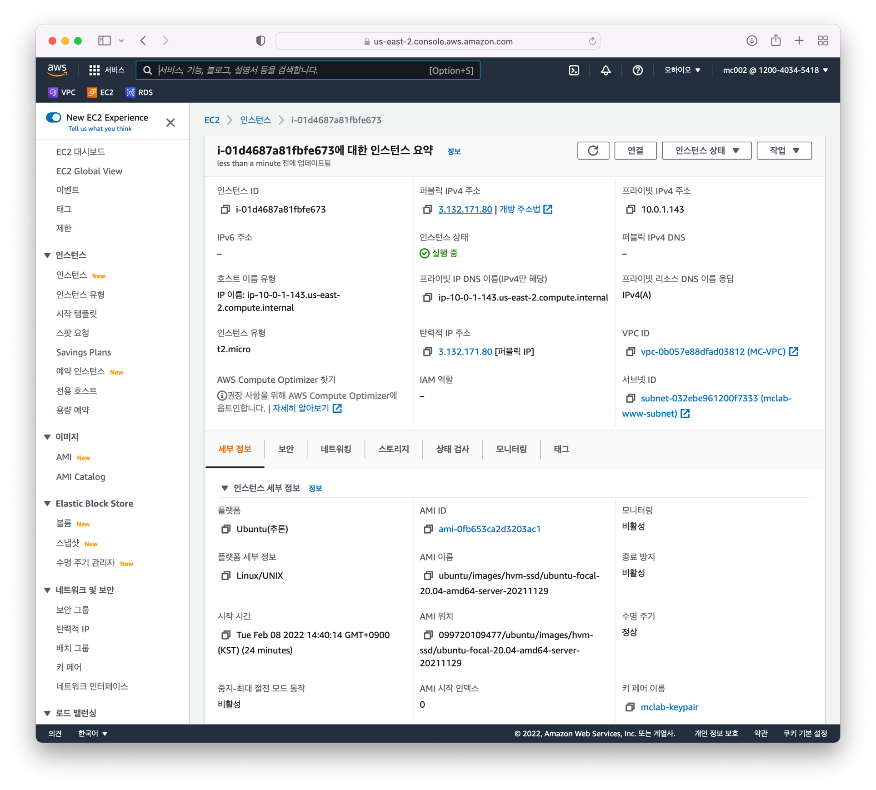 us-east-2.console.aws.amazon.com
aws
서비스
서비스, 기능, 블로그, 설명서 등을 검색합니다.
[Option+S]
오하이오 ▼
mc002 @ 1200-4034-5418 ▼
VPC
EC2
RDS
New EC2 Experience
Tell us what you think
EC2 대시보드
EC2 Global View
이벤트
태그
제한
▼ 인스턴스
인스턴스 New
인스턴스 유형
시작 템플릿
스팟 요청
Savings Plans
예약 인스턴스 New
전용 호스트
용량 예약
▼ 이미지
AMI New
AMI Catalog
▼ Elastic Block Store
볼륨 New
스냅샷 New
수명 주기 관리자 New
▼ 네트워크 및 보안
보안 그룹
탄력적 IP
배치 그룹
키 페어
네트워크 인터페이스
▼ 로드 밸런싱
EC2 > 인스턴스 > i-01d4687a81fbfe673
i-01d4687a81fbfe673에 대한 인스턴스 요약 정보
less than a minute 전에 업데이트됨
연결
인스턴스 상태 ▼
작업 ▼
인스턴스 ID
i-01d4687a81fbfe673
퍼블릭 IPv4 주소
3.132.171.80 | 개방 주소법
프라이빗 IPv4 주소
10.0.1.143
IPv6 주소
–
인스턴스 상태
실행 중
퍼블릭 IPv4 DNS
–
호스트 이름 유형
IP 이름: ip-10-0-1-143.us-east-
2.compute.internal
프라이빗 IP DNS 이름(IPv4만 해당)
ip-10-0-1-143.us-east-2.compute.internal
프라이빗 리소스 DNS 이름 응답
IPv4(A)
인스턴스 유형
t2.micro
탄력적 IP 주소
3.132.171.80 [퍼블릭 IP]
VPC ID
vpc-0b057e88dfad03812 (MC-VPC)
AWS Compute Optimizer 찾기
권장 사항을 위해 AWS Compute Optimizer에
옵트인합니다. | 자세히 알아보기
IAM 역할
–
서브넷 ID
subnet-032ebe961200f7333 (mclab-
www-subnet)
세부 정보
보안
네트워킹
스토리지
상태 검사
모니터링
태그
▼ 인스턴스 세부 정보 정보
플랫폼
Ubuntu(추론)
AMI ID
ami-0fb653ca2d3203ac1
모니터링
비활성
플랫폼 세부 정보
Linux/UNIX
AMI 이름
ubuntu/images/hvm-ssd/ubuntu-focal-
20.04-amd64-server-20211129
종료 방지
비활성
시작 시간
Tue Feb 08 2022 14:40:14 GMT+0900
(KST) (24 minutes)
AMI 위치
099720109477/ubuntu/images/hvm-
ssd/ubuntu-focal-20.04-amd64-server-
20211129
수명 주기
정상
중지-최대 절전 모드 동작
비활성
AMI 시작 인덱스
0
키 페어 이름
mclab-keypair
의견
한국어 ▼
© 2022, Amazon Web Services, Inc. 또는 계열사.
개인 정보 보호
약관
쿠키 기본 설정